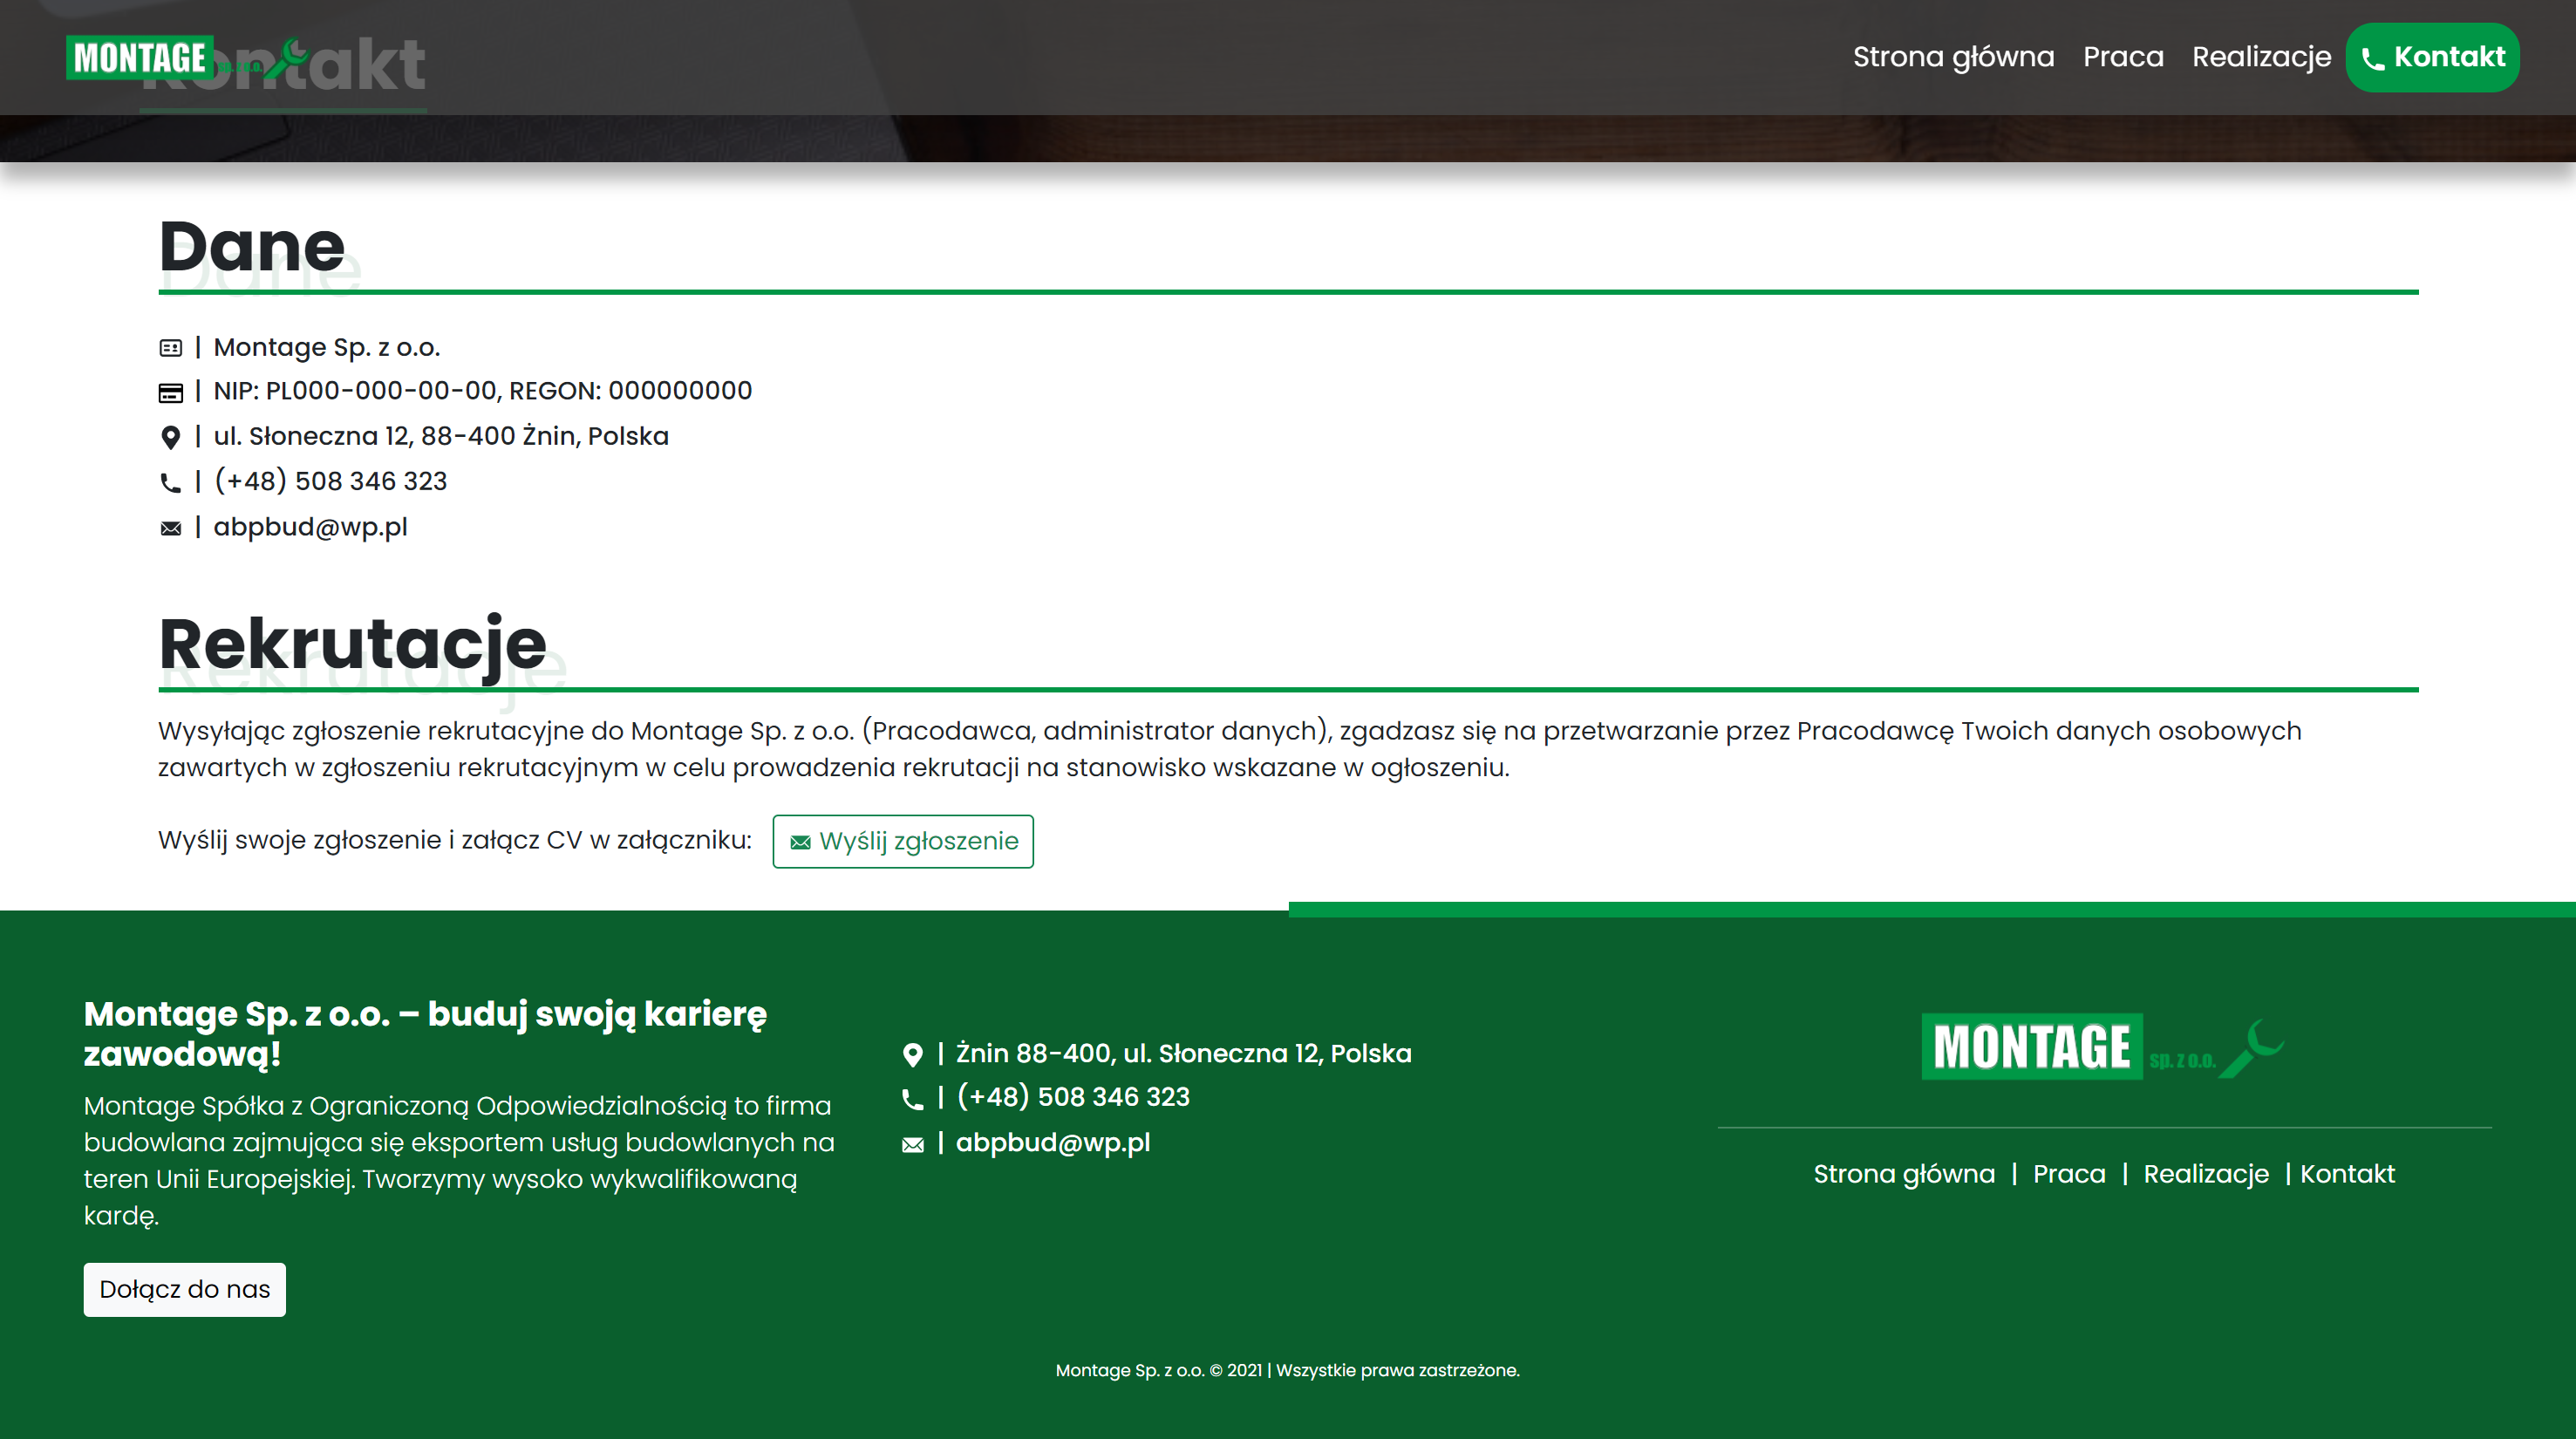 MONTAGE sp. z o.o.
Kontakt
Strona główna Praca Realizacje Kontakt
Dane
Dane
| Montage Sp. z o.o.
| NIP: PL000-000-00-00, REGON: 000000000
| ul. Słoneczna 12, 88-400 Żnin, Polska
| (+48) 508 346 323
| abpbud@wp.pl
Rekrutacje
Rekrutacje
Wysyłając zgłoszenie rekrutacyjne do Montage Sp. z o.o. (Pracodawca, administrator danych), zgadzasz się na przetwarzanie przez Pracodawcę Twoich danych osobowych
zawartych w zgłoszeniu rekrutacyjnym w celu prowadzenia rekrutacji na stanowisko wskazane w ogłoszeniu.
Wyślij swoje zgłoszenie i załącz CV w załączniku: Wyślij zgłoszenie
Montage Sp. z o.o. – buduj swoją karierę
zawodową!
Montage Spółka z Ograniczoną Odpowiedzialnością to firma
budowlana zajmująca się eksportem usług budowlanych na
teren Unii Europejskiej. Tworzymy wysoko wykwalifikowaną
kardę.
Dołącz do nas
| Żnin 88-400, ul. Słoneczna 12, Polska
| (+48) 508 346 323
| abpbud@wp.pl
MONTAGE sp. z o.o.
Strona główna | Praca | Realizacje | Kontakt
Montage Sp. z o.o. © 2021 | Wszystkie prawa zastrzeżone.